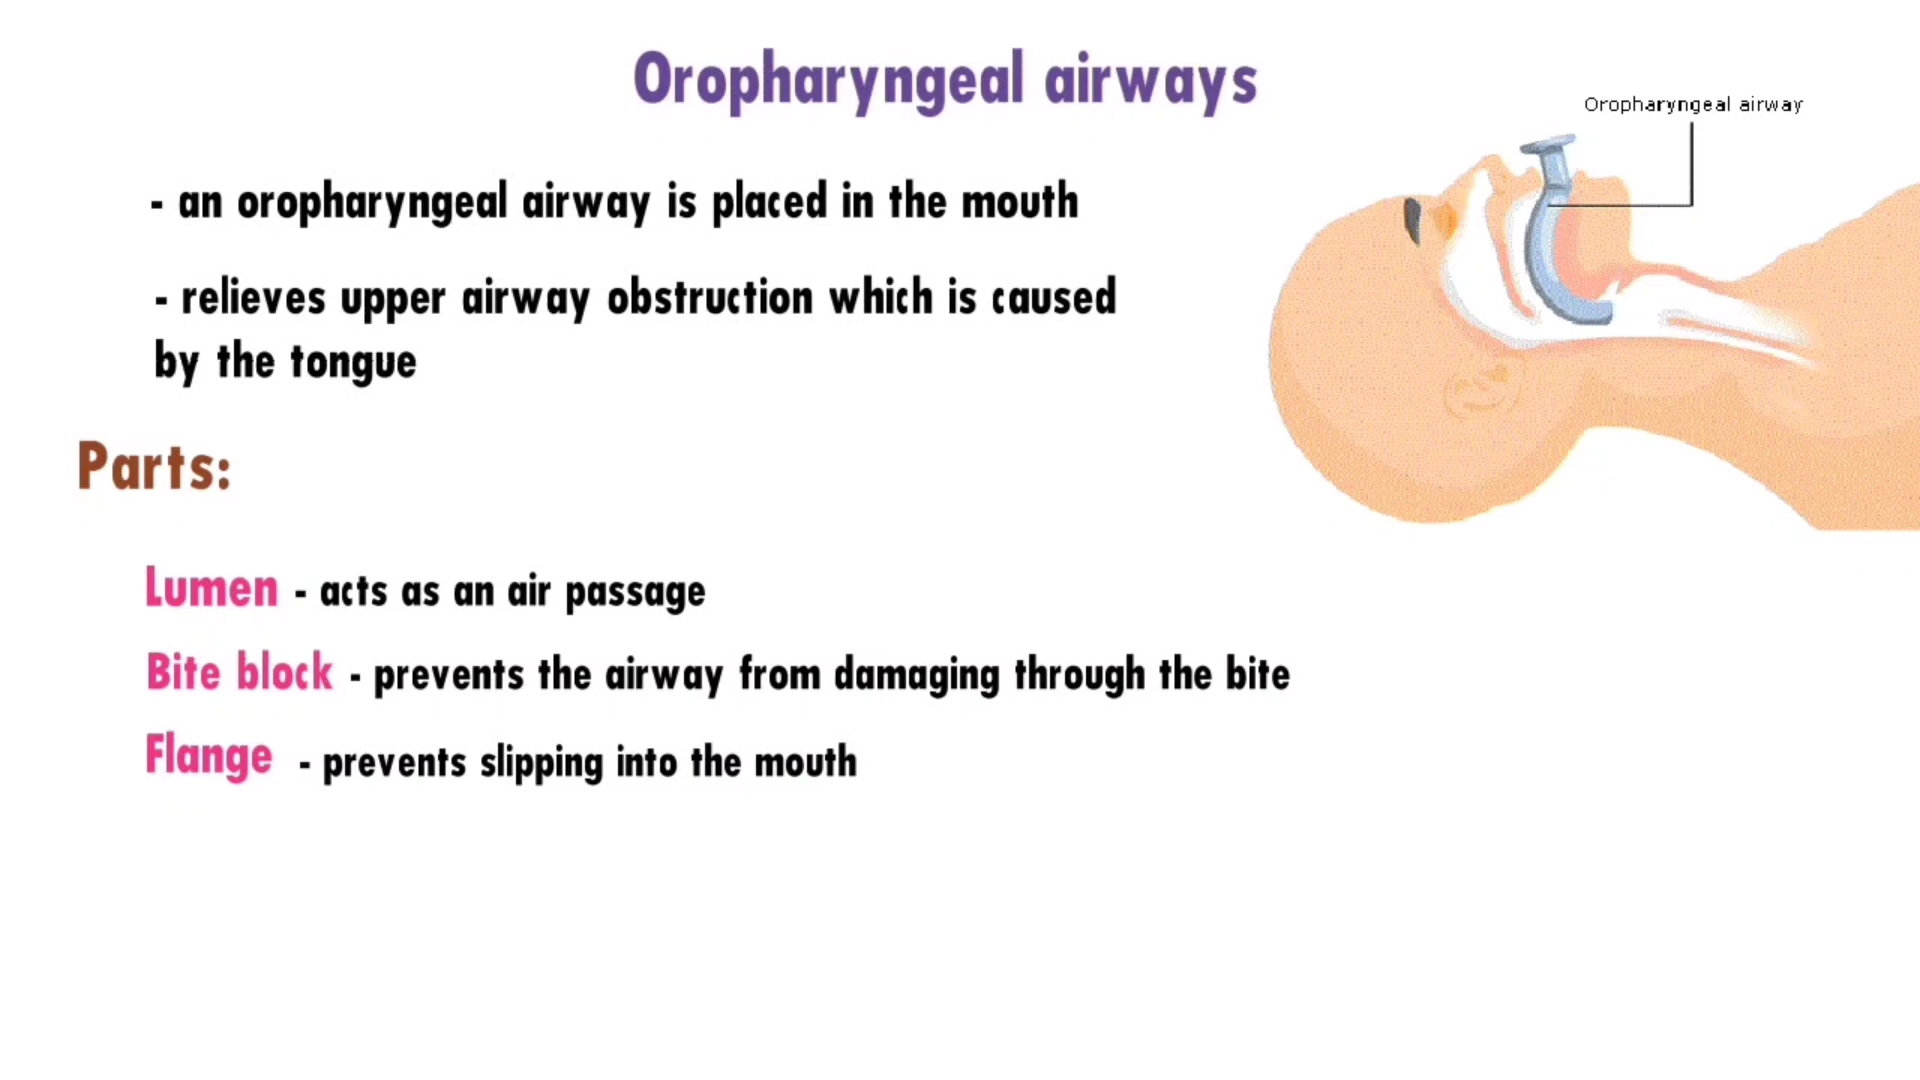 Oropharyngeal airways
Oropharyngeal airway
- an oropharyngeal airway is placed in the mouth
- relieves upper airway obstruction which is caused
by the tongue
Parts:
Lumen - acts as an air passage
Bite block - prevents the airway from damaging through the bite
Flange - prevents slipping into the mouth